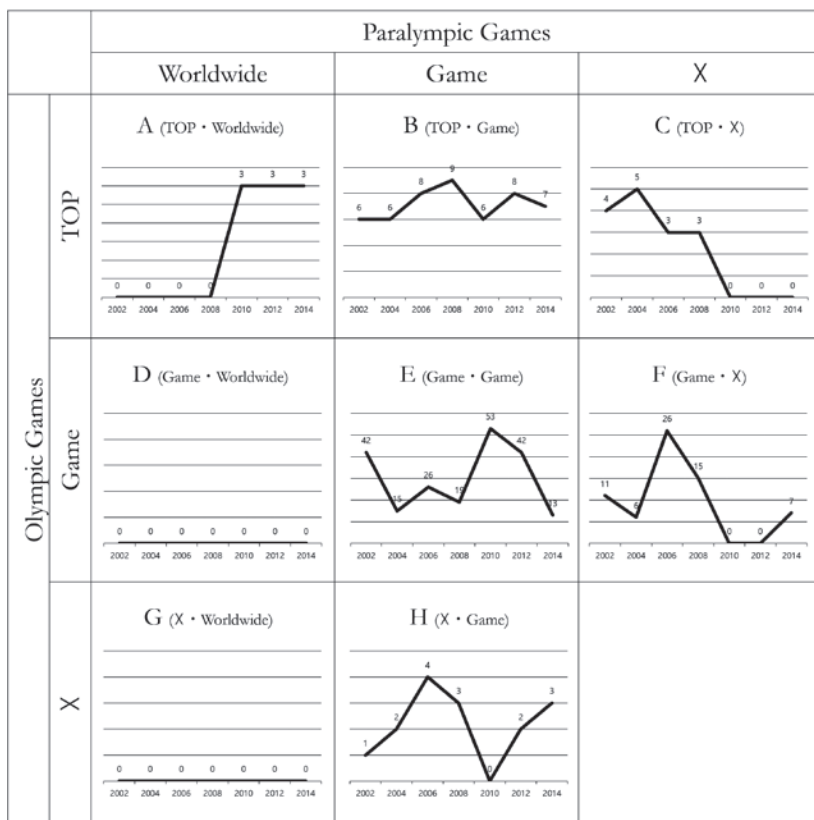 Paralympic Games
Worldwide
Game
X
Olympic Games
TOP
A (TOP・Worldwide)
3 3 3
0 0 0 0
2002 2004 2006 2008 2010 2012 2014
B (TOP・Game)
6 6 8 9 6 8 7
2002 2004 2006 2008 2010 2012 2014
C (TOP・X)
4 5 3 3 0 0 0
2002 2004 2006 2008 2010 2012 2014
Game
D (Game・Worldwide)
0 0 0 0 0 0 0
2002 2004 2006 2008 2010 2012 2014
E (Game・Game)
42 15 26 19 53 42 13
2002 2004 2006 2008 2010 2012 2014
F (Game・X)
11 6 26 15 0 0 7
2002 2004 2006 2008 2010 2012 2014
X
G (X・Worldwide)
0 0 0 0 0 0 0
2002 2004 2006 2008 2010 2012 2014
H (X・Game)
1 2 4 3 0 2 3
2002 2004 2006 2008 2010 2012 2014